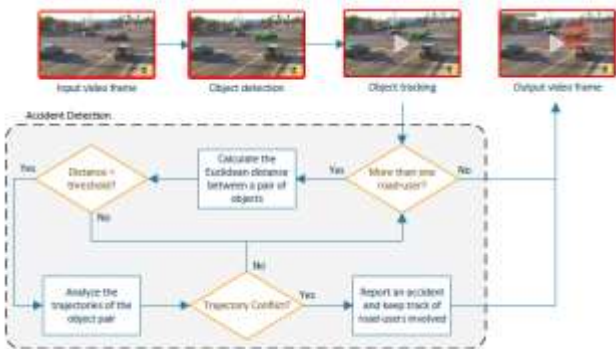 Input video frame
Object detection
Object tracking
Output video frame
Accident Detection
Yes
Distance <
threshold?
No
Calculate the
Euclidean distance
between a pair of
objects
Yes
More than one
road-user?
No
Analyze the
trajectories of the
object pair
No
Trajectory Conflict?
Yes
Report an accident
and keep track of
road-users involved